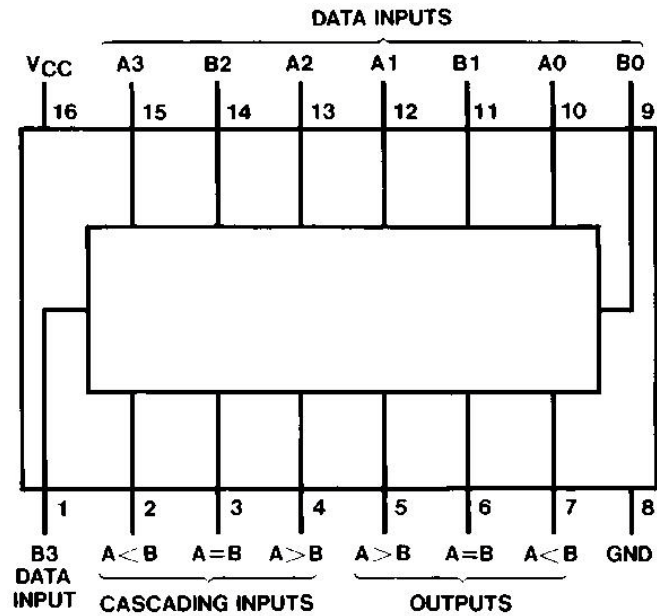 DATA INPUTS
VCC A3 B2 A2 A1 B1 A0 B0
16 15 14 13 12 11 10 9
1 2 3 4 5 6 7 8
B3 A<B A=B A>B A>B A=B A<B GND
DATA
INPUT CASCADING INPUTS OUTPUTS